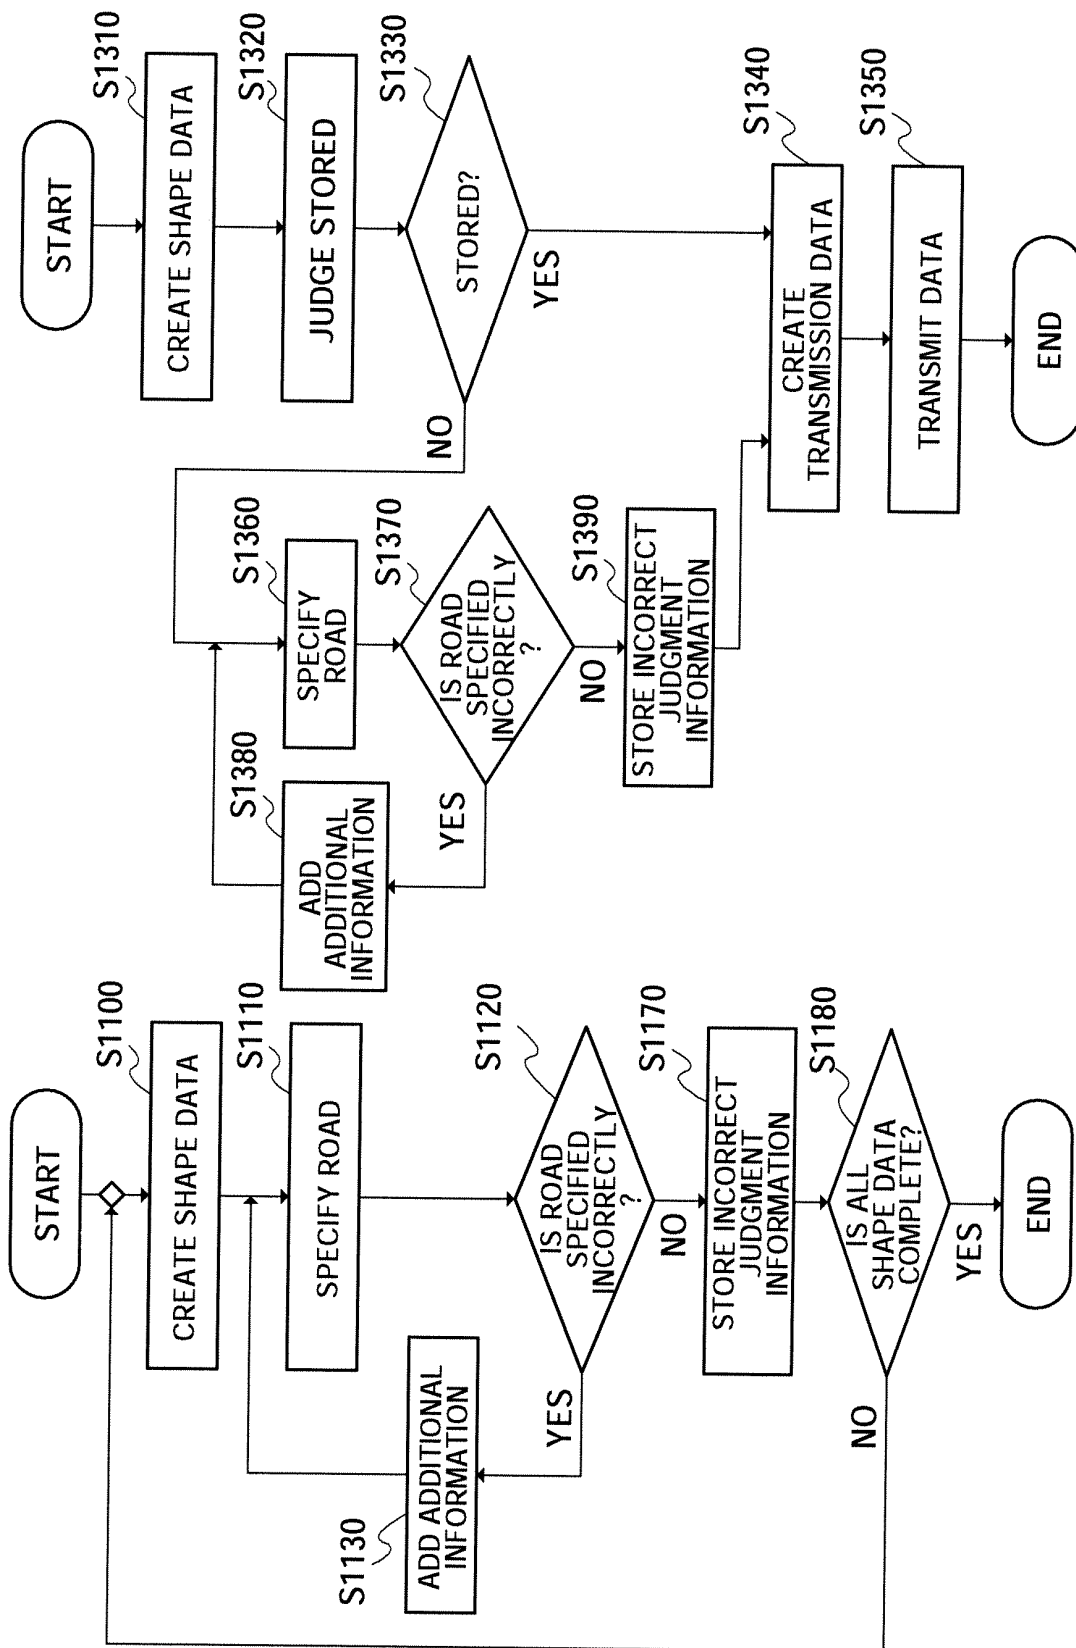 START
S1100
CREATE SHAPE DATA
S1110
SPECIFY ROAD
S1120
IS ROAD
SPECIFIED
INCORRECTLY
?
YES
S1130
ADD ADDITIONAL
INFORMATION
NO
S1170
STORE INCORRECT
JUDGMENT
INFORMATION
S1180
IS ALL
SHAPE DATA
COMPLETE?
NO
YES
END
START
S1310
CREATE SHAPE DATA
S1320
JUDGE STORED
S1330
STORED?
NO
YES
S1360
SPECIFY
ROAD
S1370
IS ROAD
SPECIFIED
INCORRECTLY
?
YES
S1380
ADD
ADDITIONAL
INFORMATION
NO
S1390
STORE INCORRECT
JUDGMENT
INFORMATION
S1340
CREATE
TRANSMISSION DATA
S1350
TRANSMIT DATA
END